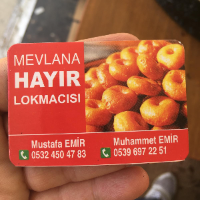 MEVLANA
HAYIR
LOKMACISI
Mustafa EMİR
0532 450 47 83
Muhammet EMİR
0539 697 22 51